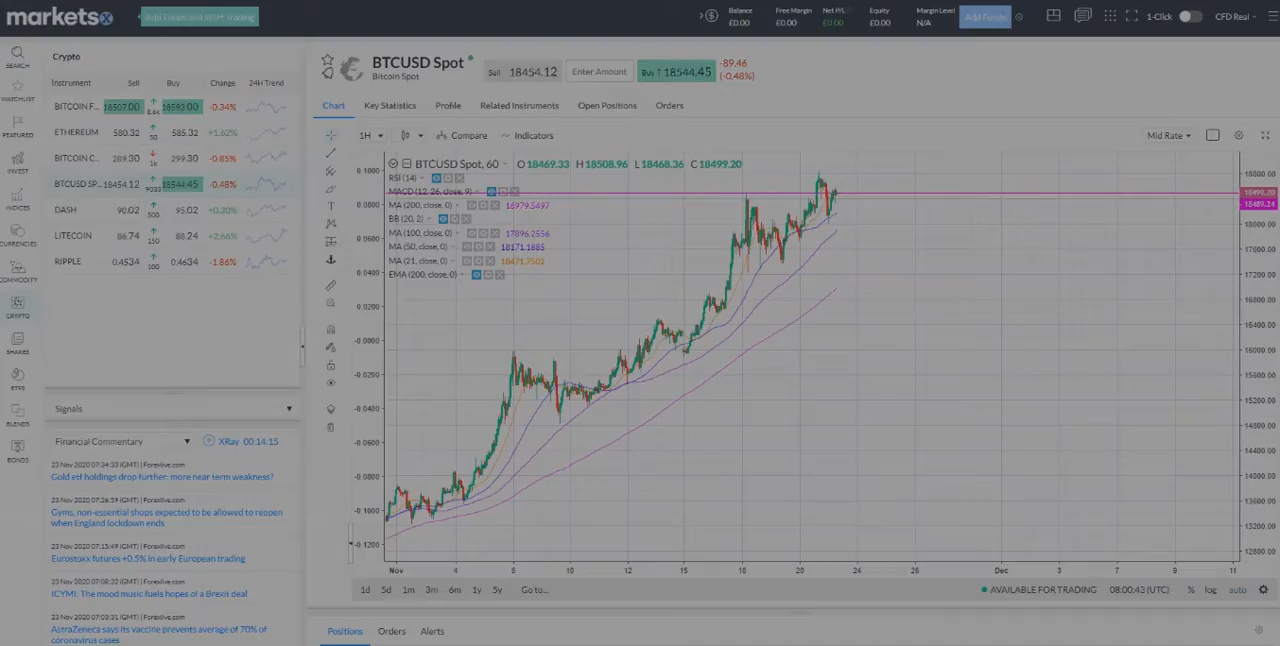 marketsx
Add Funds and Start Trading
Balance
£0.00
Free Margin
£0.00
Net P/L
£0.00
Equity
£0.00
Margin Level
N/A
Add Funds
1-Click
CFD Real
SEARCH
WATCHLIST
FEATURED
INVEST
INDICES
CURRENCIES
COMMODITY
CRYPTO
SHARES
ETFS
BLENDS
BONDS
Crypto
Instrument Sell Buy Change 24H Trend
BITCOIN F... 18507.00 8.6k 18593.00 -0.34%
ETHEREUM 580.32 50 585.32 +1.62%
BITCOIN C... 289.30 1k 299.30 -0.85%
BTCUSD SP... 18454.12 9033 18544.45 -0.48%
DASH 90.02 500 95.02 +0.20%
LITECOIN 86.74 150 88.24 +2.66%
RIPPLE 0.4534 100 0.4634 -1.86%
Signals
Financial Commentary XRay 00:14:15
23 Nov 2020 07:34:33 (GMT) | Forexlive.com
Gold etf holdings drop further: more near term weakness?
23 Nov 2020 07:26:59 (GMT) | Forexlive.com
Gyms, non-essential shops expected to be allowed to reopen
when England lockdown ends
23 Nov 2020 07:15:49 (GMT) | Forexlive.com
Eurostoxx futures +0.5% in early European trading
23 Nov 2020 07:08:22 (GMT) | Forexlive.com
ICYMI: The mood music fuels hopes of a Brexit deal
23 Nov 2020 07:03:31 (GMT) | Forexlive.com
AstraZeneca says its vaccine prevents average of 70% of
coronavirus cases
BTCUSD Spot
Bitcoin Spot
Sell 18454.12
Enter Amount
Buy 18544.45
-89.46
(-0.48%)
Chart Key Statistics Profile Related Instruments Open Positions Orders
1H Compare Indicators Mid Rate
BTCUSD Spot, 60 O 18469.33 H 18508.96 L 18468.36 C 18499.20
RSI (14)
MACD (12, 26, close, 9)
MA (200, close, 0) 16979.5497
BB (20, 2)
MA (100, close, 0) 17896.2556
MA (50, close, 0) 18171.1885
MA (21, close, 0) 18471.7502
EMA (200, close, 0)
0.1000
0.0800
0.0600
0.0400
0.0200
-0.0000
-0.0200
-0.0400
-0.0600
-0.0800
-0.1000
-0.1200
18800.00
18499.20
18489.24
18000.00
17600.00
17200.00
16800.00
16400.00
16000.00
15600.00
15200.00
14800.00
14400.00
14000.00
13600.00
13200.00
12800.00
Nov 4 6 10 12 15 18 20 24 26 Dec 3 7 9 11
1d 5d 1m 3m 6m 1y 5y Go to...
AVAILABLE FOR TRADING 08:00:43 (UTC) % log auto
Positions Orders Alerts